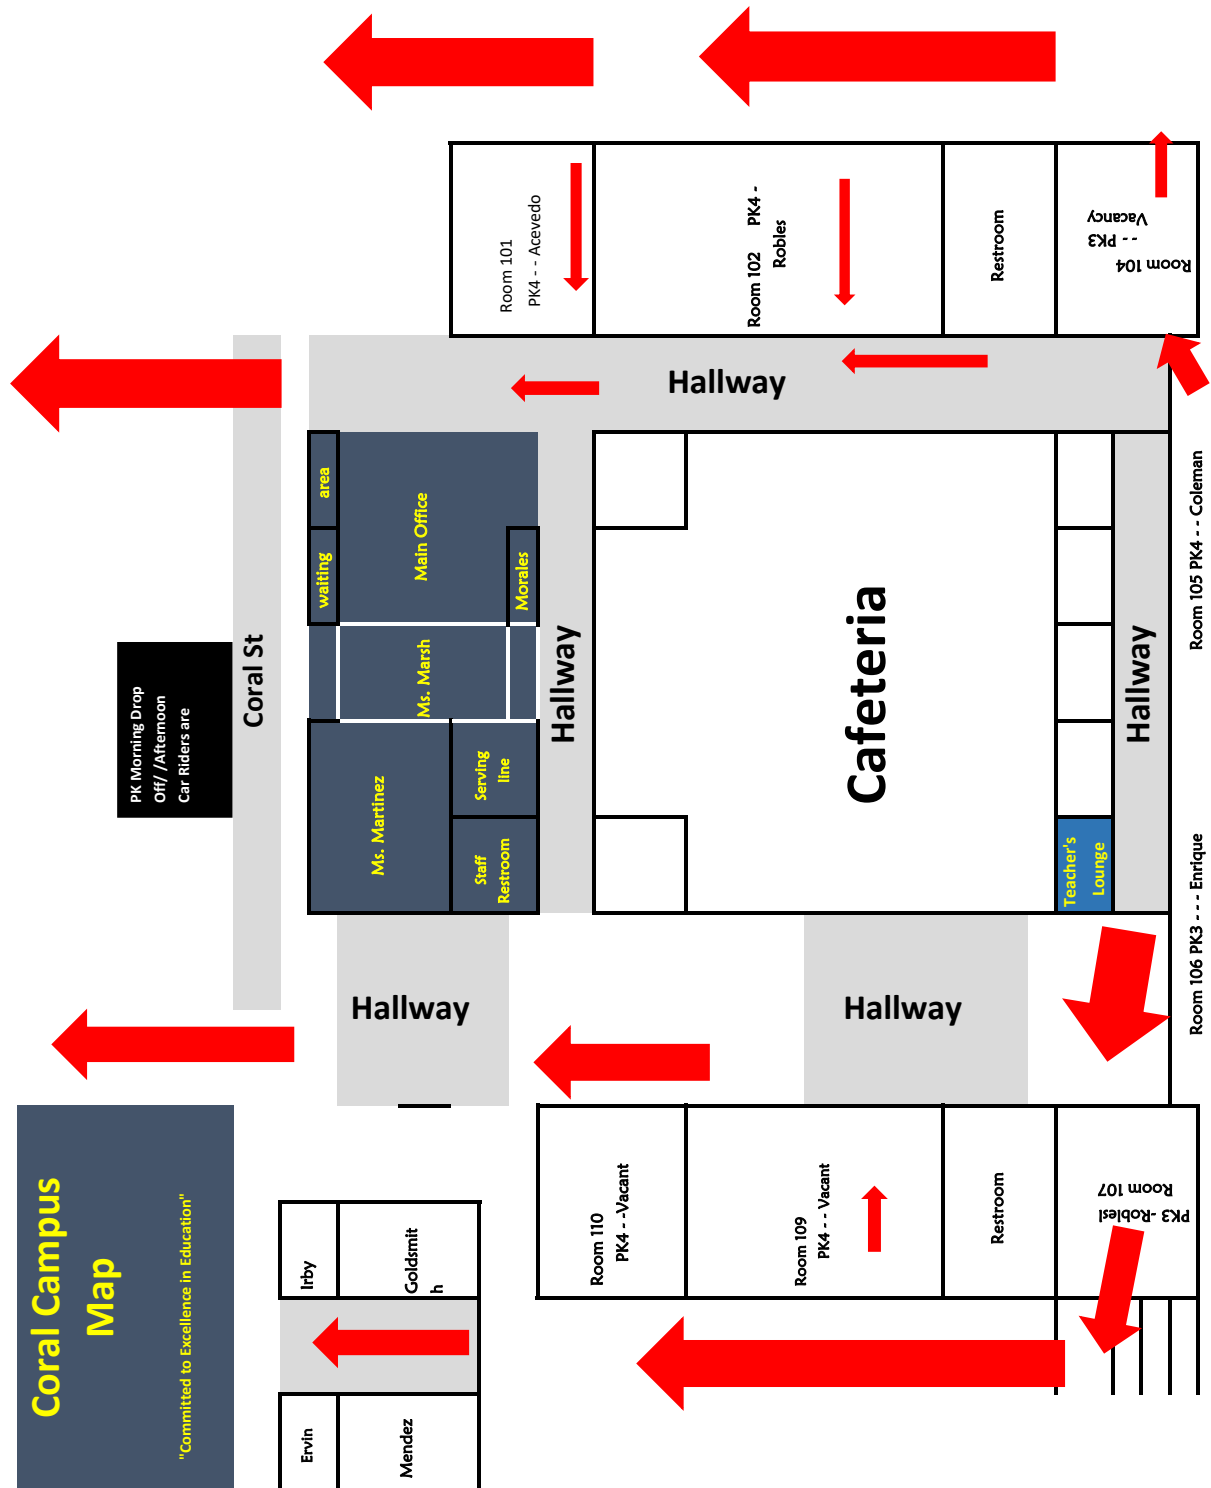 Coral Campus
Map
"Committed to Excellence in Education"
PK Morning Drop
Off/ /Afternoon
Car Riders are
Coral St
Irby
Goldsmit
h
Ervin
Mendez
waiting
area
Main Office
Morales
Ms. Marsh
Ms. Martinez
Serving
line
Staff
Restroom
Hallway
Hallway
Hallway
Hallway
Hallway
Cafeteria
Teacher's
Lounge
Room 101
PK4 - - Acevedo
Room 102 PK4 -
Robles
Restroom
Room 104
- - PK3
Vacancy
Room 105 PK4 - - Coleman
Room 106 PK3 - - - Enrique
Room 110
PK4 - -Vacant
Room 109
PK4 - - Vacant
Restroom
PK3 -Roblesl
Room 107